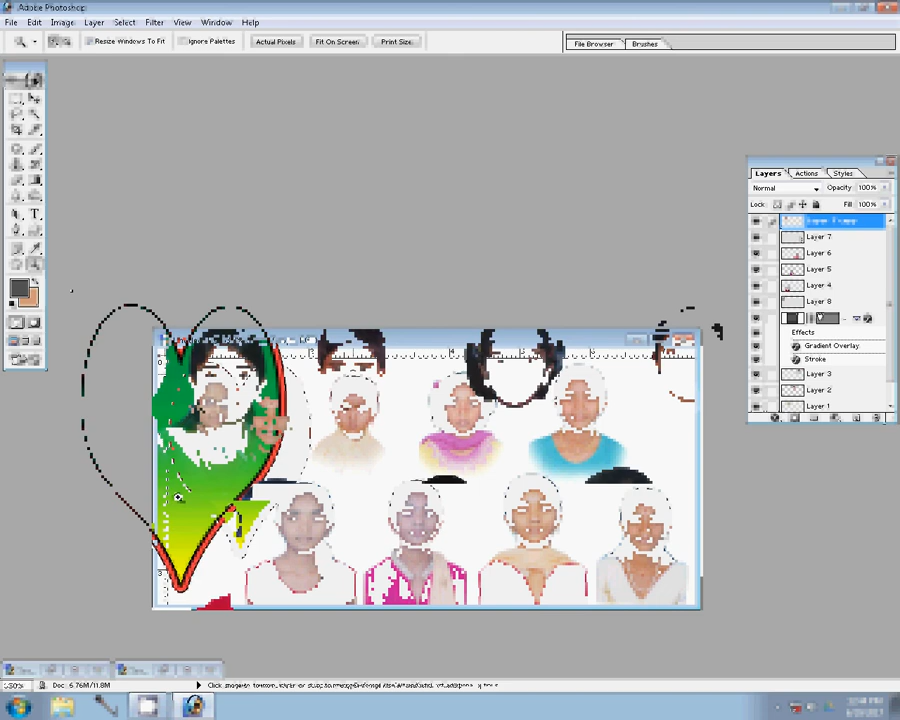 Adobe Photoshop
File Edit Image Layer Select Filter View Window Help
Resize Windows To Fit Ignore Palettes Actual Pixels Fit On Screen Print Size File Browser Brushes
Layers Actions Styles
Normal Opacity: 100%
Lock: Fill: 100%
Layer 7
Layer 6
Layer 5
Layer 4
Layer 8
Effects
Gradient Overlay
Stroke
Layer 3
Layer 2
Layer 1
Doc: 6.76M/11.8M Click